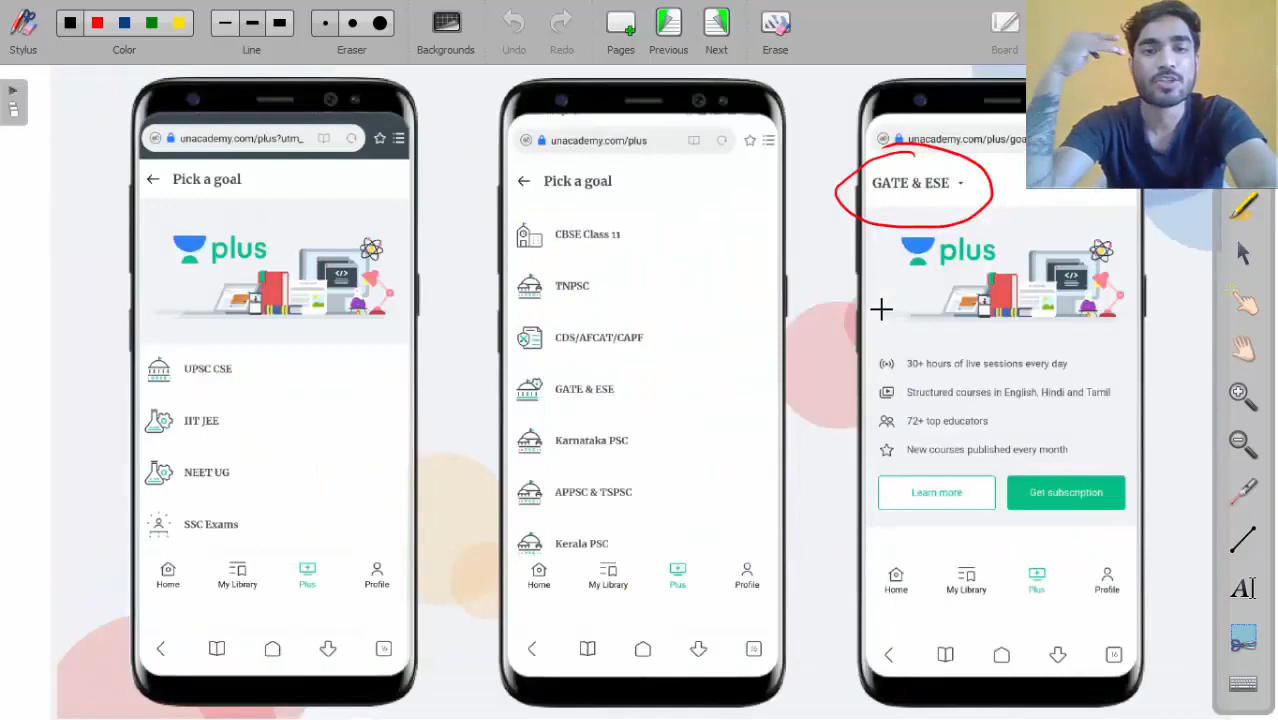 Stylus
Color
Line
Eraser
Backgrounds
Undo
Redo
Pages
Previous
Next
Erase
Board
unacademy.com/plus?utm_
Pick a goal
plus
UPSC CSE
IIT JEE
NEET UG
SSC Exams
Home
My Library
Plus
Profile
16
unacademy.com/plus
Pick a goal
CBSE Class 11
TNPSC
CDS/AFCAT/CAPF
GATE & ESE
Karnataka PSC
APPSC & TSPSC
Kerala PSC
Home
My Library
Plus
Profile
16
unacademy.com/plus/goa
GATE & ESE
plus
30+ hours of live sessions every day
Structured courses in English, Hindi and Tamil
72+ top educators
New courses published every month
Learn more
Get subscription
Home
My Library
Plus
Profile
16
A